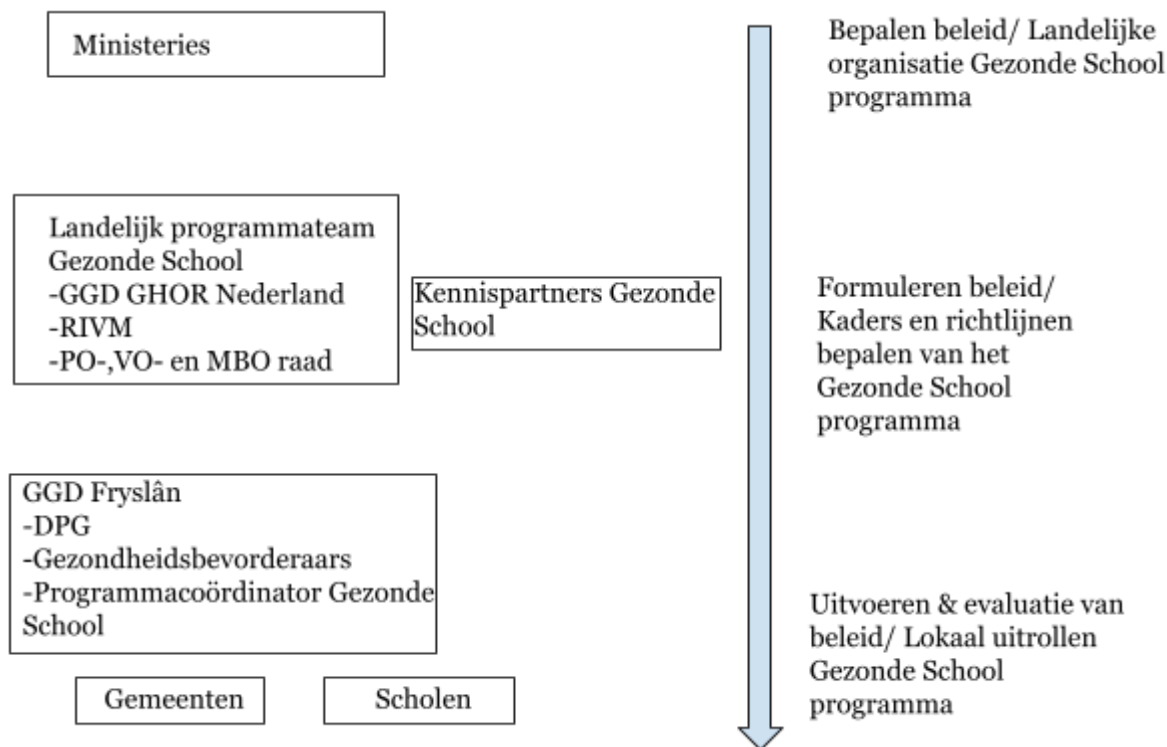 Ministeries
Bepalen beleid/ Landelijke
organisatie Gezonde School
programma
Landelijk programmateam
Gezonde School
-GGD GHOR Nederland
-RIVM
-PO-,VO- en MBO raad
Kennispartners Gezonde
School
Formuleren beleid/
Kaders en richtlijnen
bepalen van het
Gezonde School
programma
GGD Fryslân
-DPG
-Gezondheidsbevorderaars
-Programmacoördinator Gezonde
School
Uitvoeren & evaluatie van
beleid/ Lokaal uitrollen
Gezonde School
programma
Gemeenten
Scholen